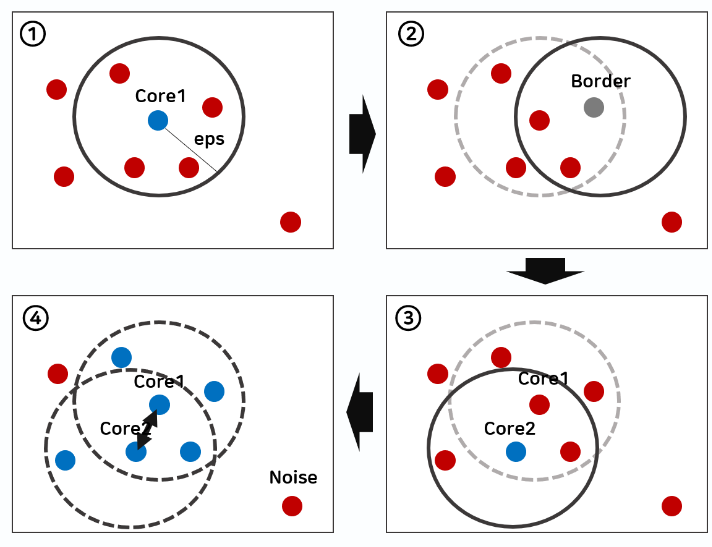 ①
Core1
eps
②
Border
④
Core1
Core2
Noise
③
Core1
Core2